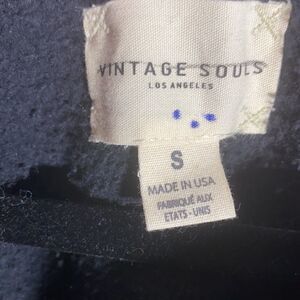 VINTAGE SOULS
LOS ANGELES
S
MADE IN USA
FABRIQUÉ AUX
ETATS-UNIS